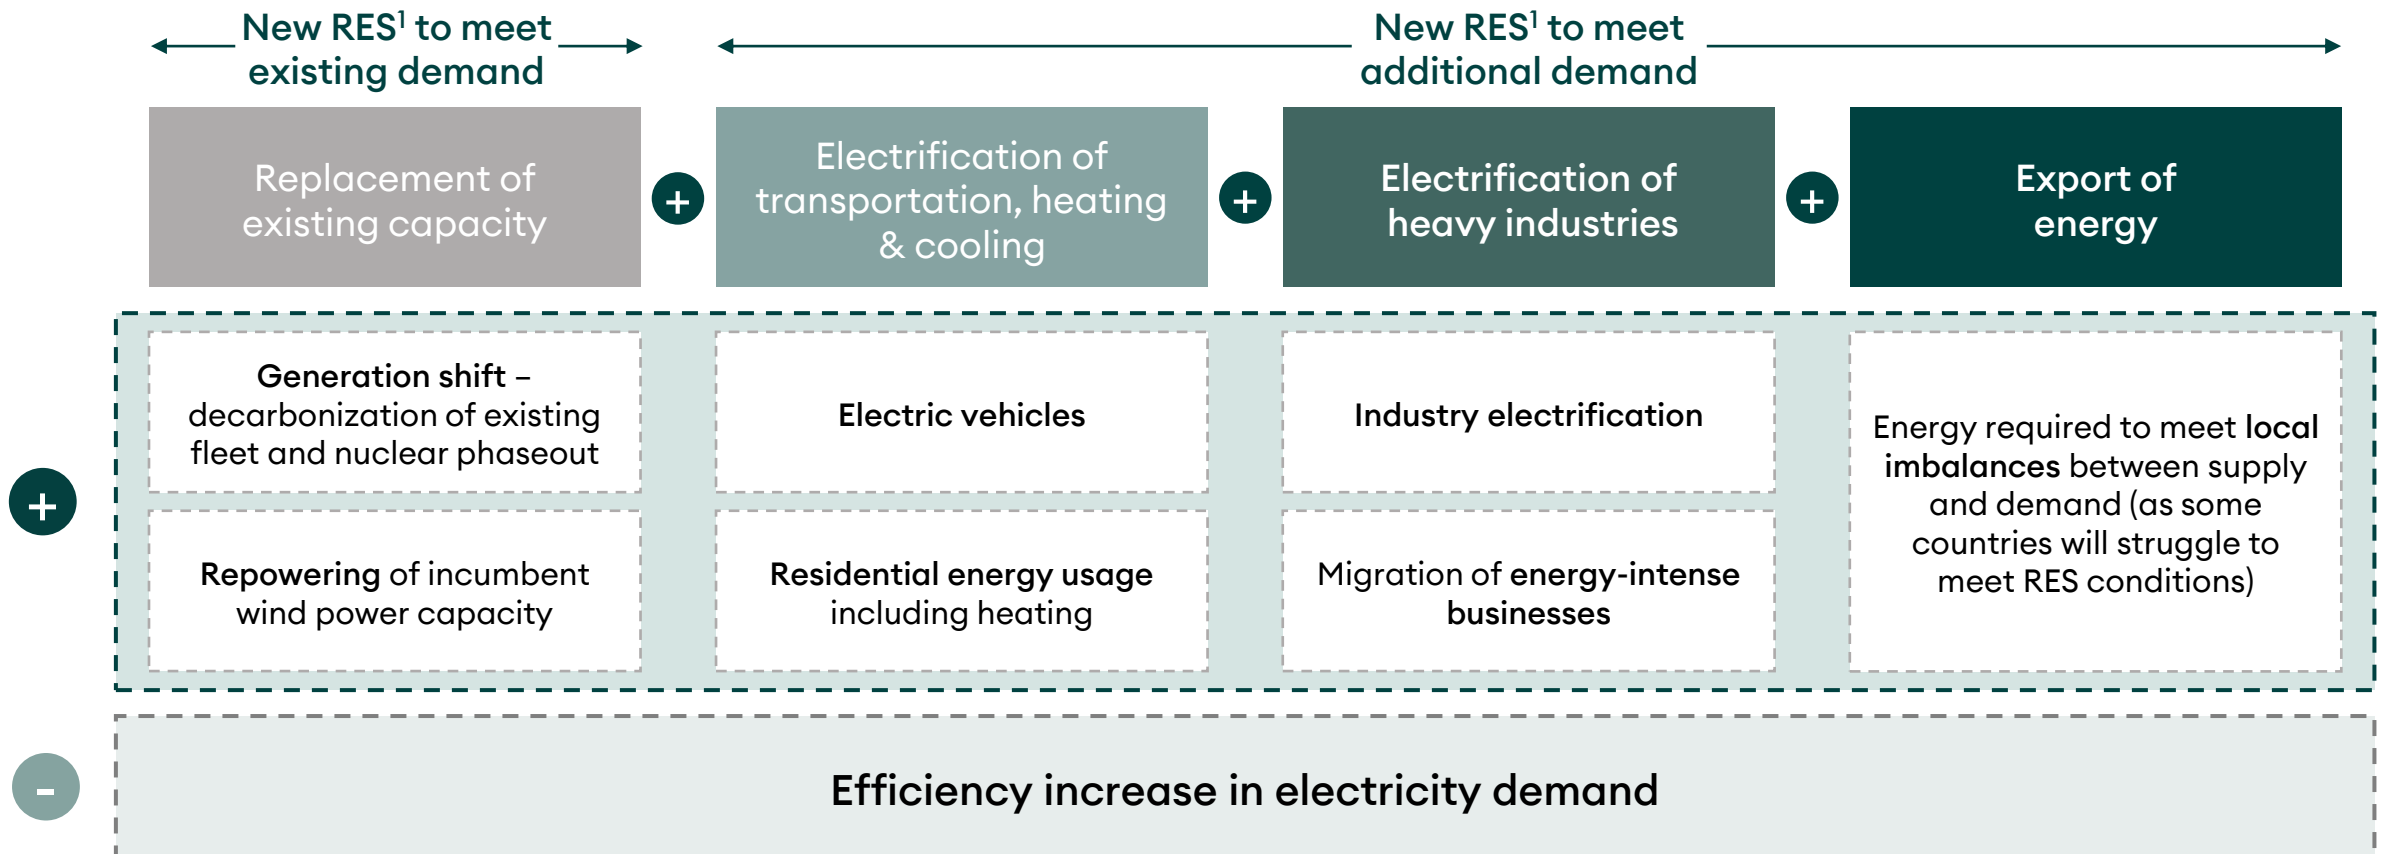 New RES¹ to meet
existing demand
New RES¹ to meet
additional demand
Replacement of
existing capacity
+
Electrification of
transportation, heating
& cooling
+
Electrification of
heavy industries
+
Export of
energy
+
Generation shift –
decarbonization of existing
fleet and nuclear phaseout
Repowering of incumbent
wind power capacity
Electric vehicles
Residential energy usage
including heating
Industry electrification
Migration of energy-intense
businesses
Energy required to meet local
imbalances between supply
and demand (as some
countries will struggle to
meet RES conditions)
-
Efficiency increase in electricity demand